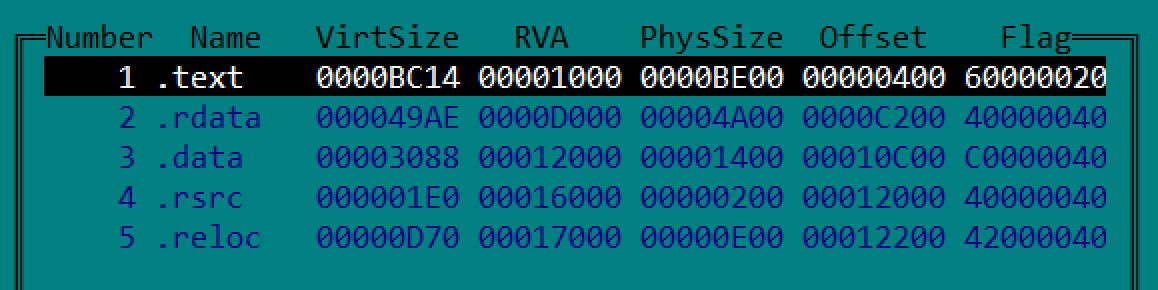 Number Name VirtSize RVA PhysSize Offset Flag
1 .text 0000BC14 00001000 0000BE00 00000400 60000020
2 .rdata 000049AE 0000D000 00004A00 0000C200 40000040
3 .data 00003088 00012000 00001400 00010C00 C0000040
4 .rsrc 000001E0 00016000 00000200 00012000 40000040
5 .reloc 00000D70 00017000 00000E00 00012200 42000040